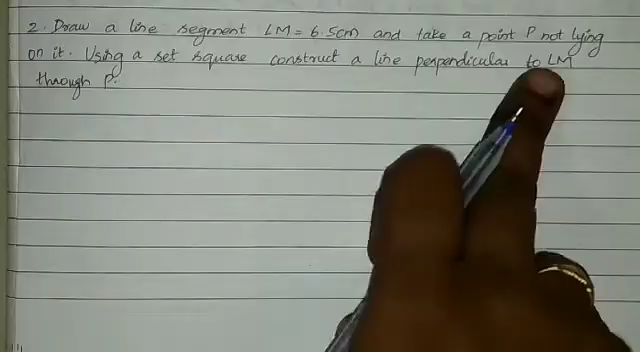 2. Draw a line segment LM = 6.5cm and take a point P not lying
on it. Using a set square construct a line perpendicular to LM
through P.